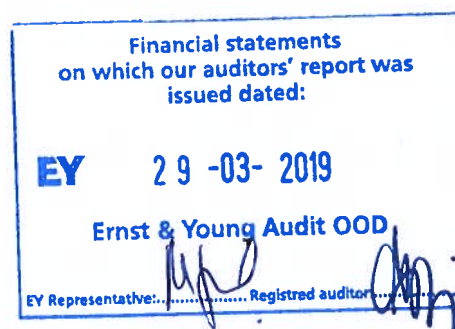 Financial statements
on which our auditors' report was
issued dated:
EY 29 -03- 2019
Ernst & Young Audit OOD
EY Representative:.................... Registred auditor....................